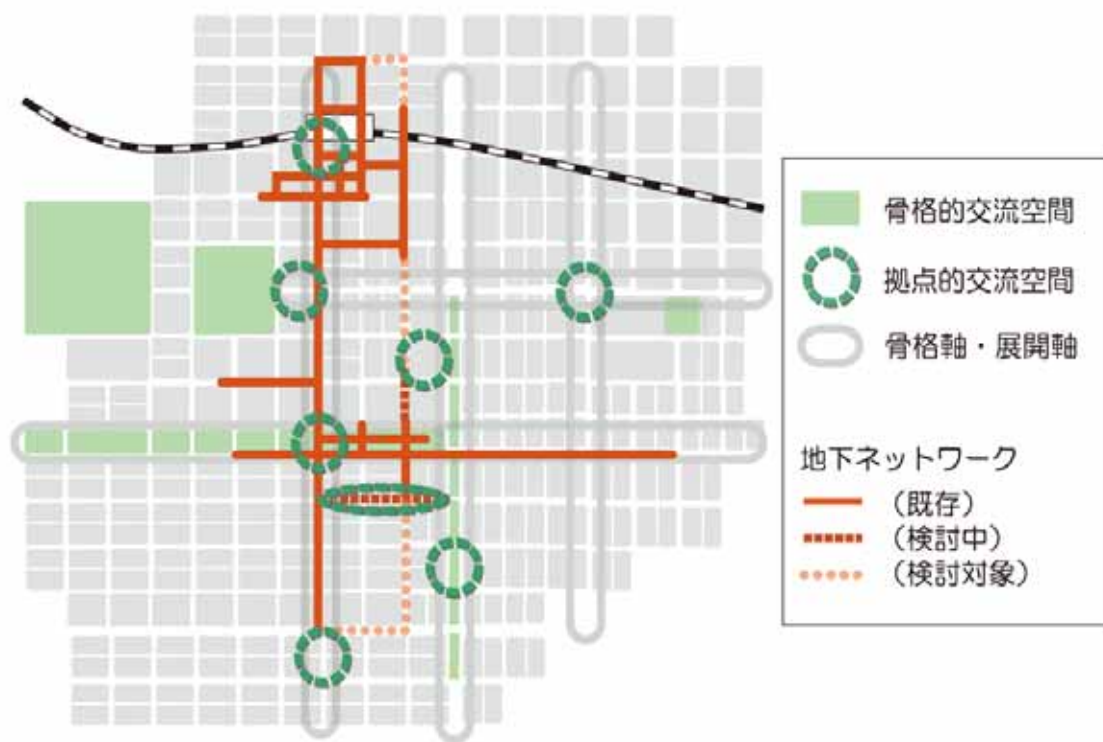 骨格的交流空間
拠点的交流空間
骨格軸・展開軸
地下ネットワーク
（既存）
（検討中）
（検討対象）